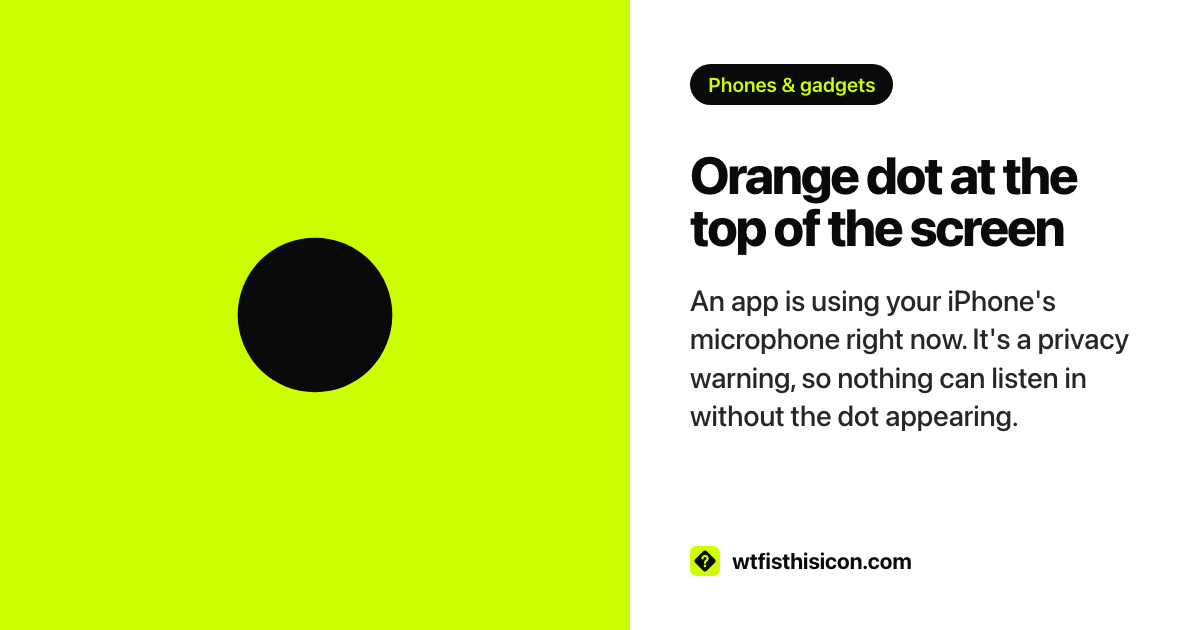 Phones & gadgets
Orange dot at the
top of the screen
An app is using your iPhone's
microphone right now. It's a privacy
warning, so nothing can listen in
without the dot appearing.
?
wtfisthisicon.com